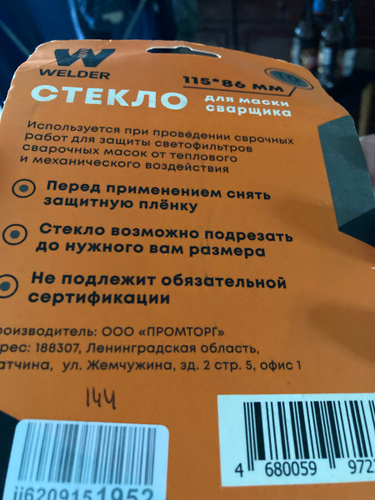 W
WELDER
115*86 мм
СТЕКЛО
для маски
сварщика
Используется при проведении сврочных
работ для защиты светофильтров
сварочных масок от теплового
и механического воздействия
Перед применением снять
защитную плёнку
Стекло возможно подрезать
до нужного вам размера
Не подлежит обязательной
сертификации
роизводитель: ООО «ПРОМТОРГ»
рес: 188307, Ленинградская область,
атчина, ул. Жемчужина, зд. 2 стр. 5, офис 1
144
ii6209151952
4 680059 972